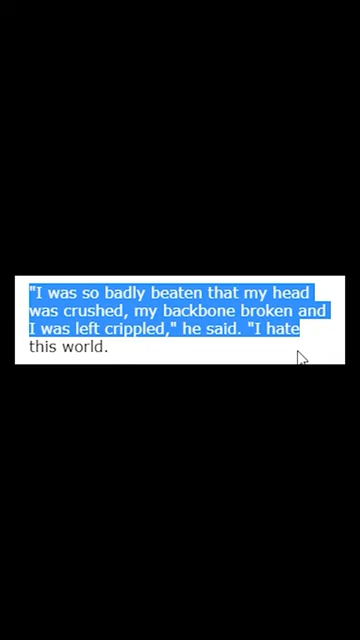 "I was so badly beaten that my head
was crushed, my backbone broken and
I was left crippled," he said. "I hate
this world.